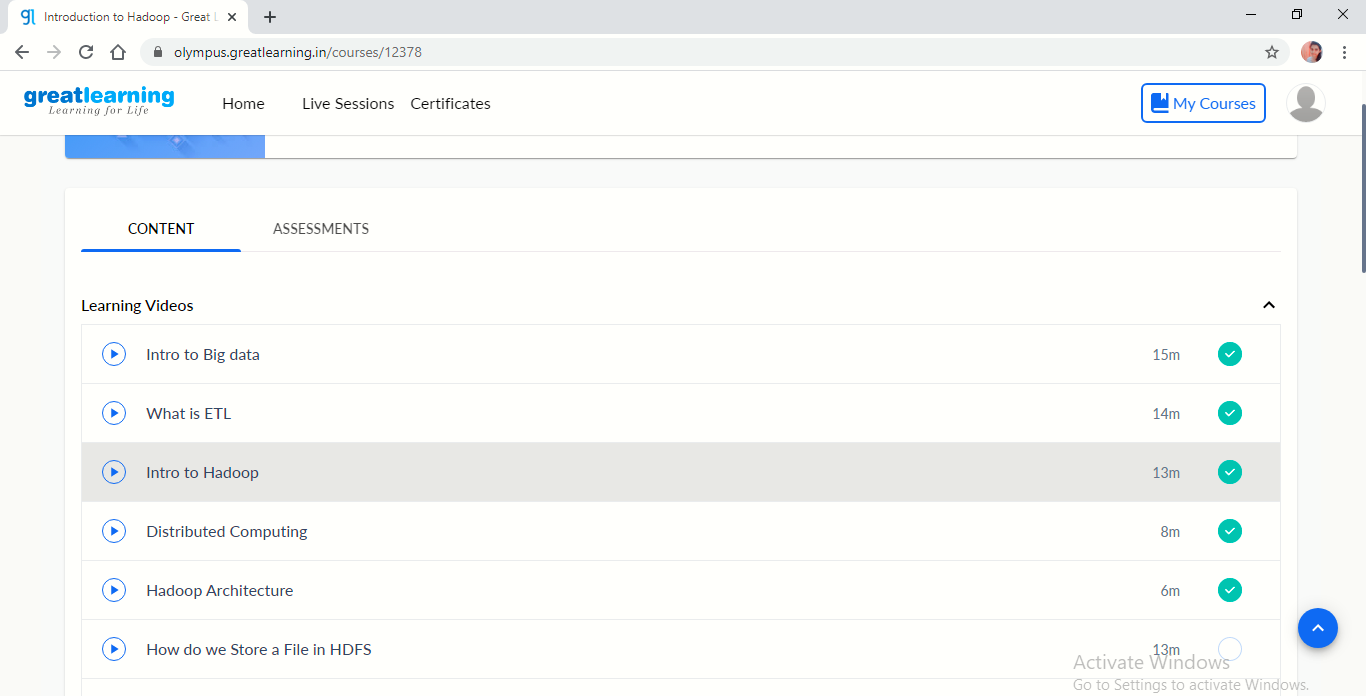 gl Introduction to Hadoop - Great L
olympus.greatlearning.in/courses/12378
greatlearning
Learning for Life
Home Live Sessions Certificates My Courses
CONTENT ASSESSMENTS
Learning Videos
Intro to Big data 15m
What is ETL 14m
Intro to Hadoop 13m
Distributed Computing 8m
Hadoop Architecture 6m
How do we Store a File in HDFS 13m
Activate Windows
Go to Settings to activate Windows.